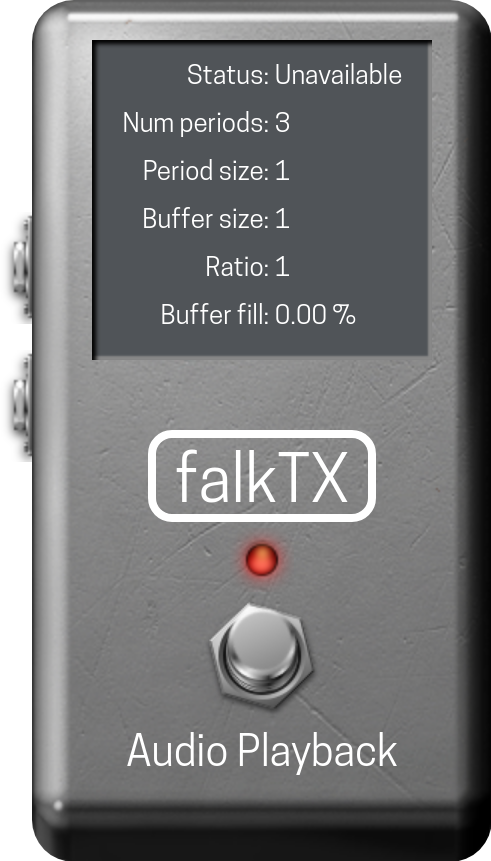 Status: Unavailable
Num periods: 3
Period size: 1
Buffer size: 1
Ratio: 1
Buffer fill: 0.00 %
falkTX
Audio Playback